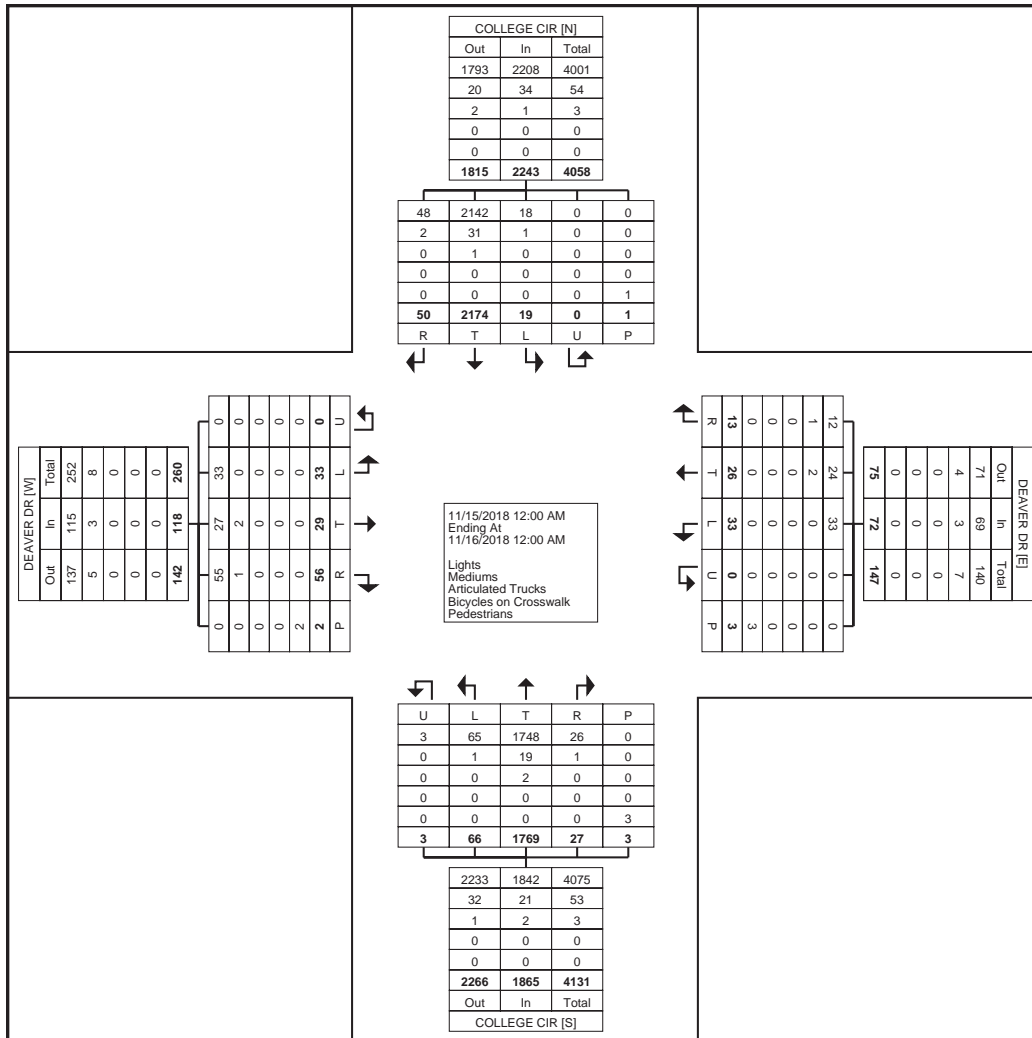 COLLEGE CIR [N]
Out In Total
1793 2208 4001
20 34 54
2 1 3
0 0 0
0 0 0
1815 2243 4058
48 2142 18 0 0
2 31 1 0 0
0 1 0 0 0
0 0 0 0 0
0 0 0 0 1
50 2174 19 0 1
R T L U P
DEAVER DR [W]
Total In Out
252 115 137
8 3 5
0 0 0
0 0 0
0 0 0
260 118 142
0 33 27 55 0
0 0 2 1 0
0 0 0 0 0
0 0 0 0 0
0 0 0 0 2
0 33 29 56 2
U L T R P
11/15/2018 12:00 AM
Ending At
11/16/2018 12:00 AM
Lights
Mediums
Articulated Trucks
Bicycles on Crosswalk
Pedestrians
DEAVER DR [E]
Out In Total
71 69 140
4 3 7
0 0 0
0 0 0
0 0 0
75 72 147
12 24 33 0 0
1 2 0 0 0
0 0 0 0 0
0 0 0 0 0
0 0 0 0 3
13 26 33 0 3
R T L U P
U L T R P
3 65 1748 26 0
0 1 19 1 0
0 0 2 0 0
0 0 0 0 0
0 0 0 0 3
3 66 1769 27 3
2233 1842 4075
32 21 53
1 2 3
0 0 0
0 0 0
2266 1865 4131
Out In Total
COLLEGE CIR [S]